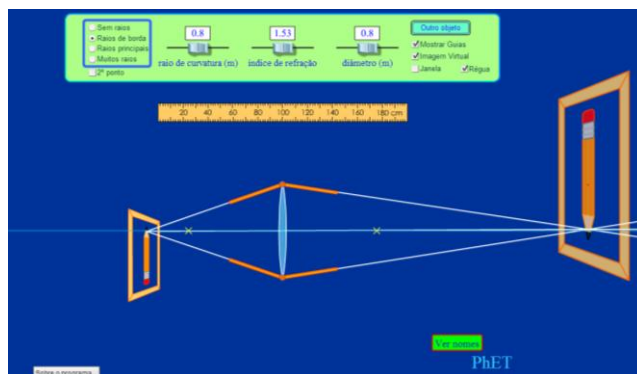 Sem raios
Raios de borda
Raios principais
Muitos raios
2º ponto
0.8
raio de curvatura (m)
1.53
índice de refração
0.8
diâmetro (m)
Outro objeto
Mostrar Guias
Imagem Virtual
Janela
Régua
20 40 60 80 100 120 140 160 180 cm
Ver nomes
PhET
Sobre o programa